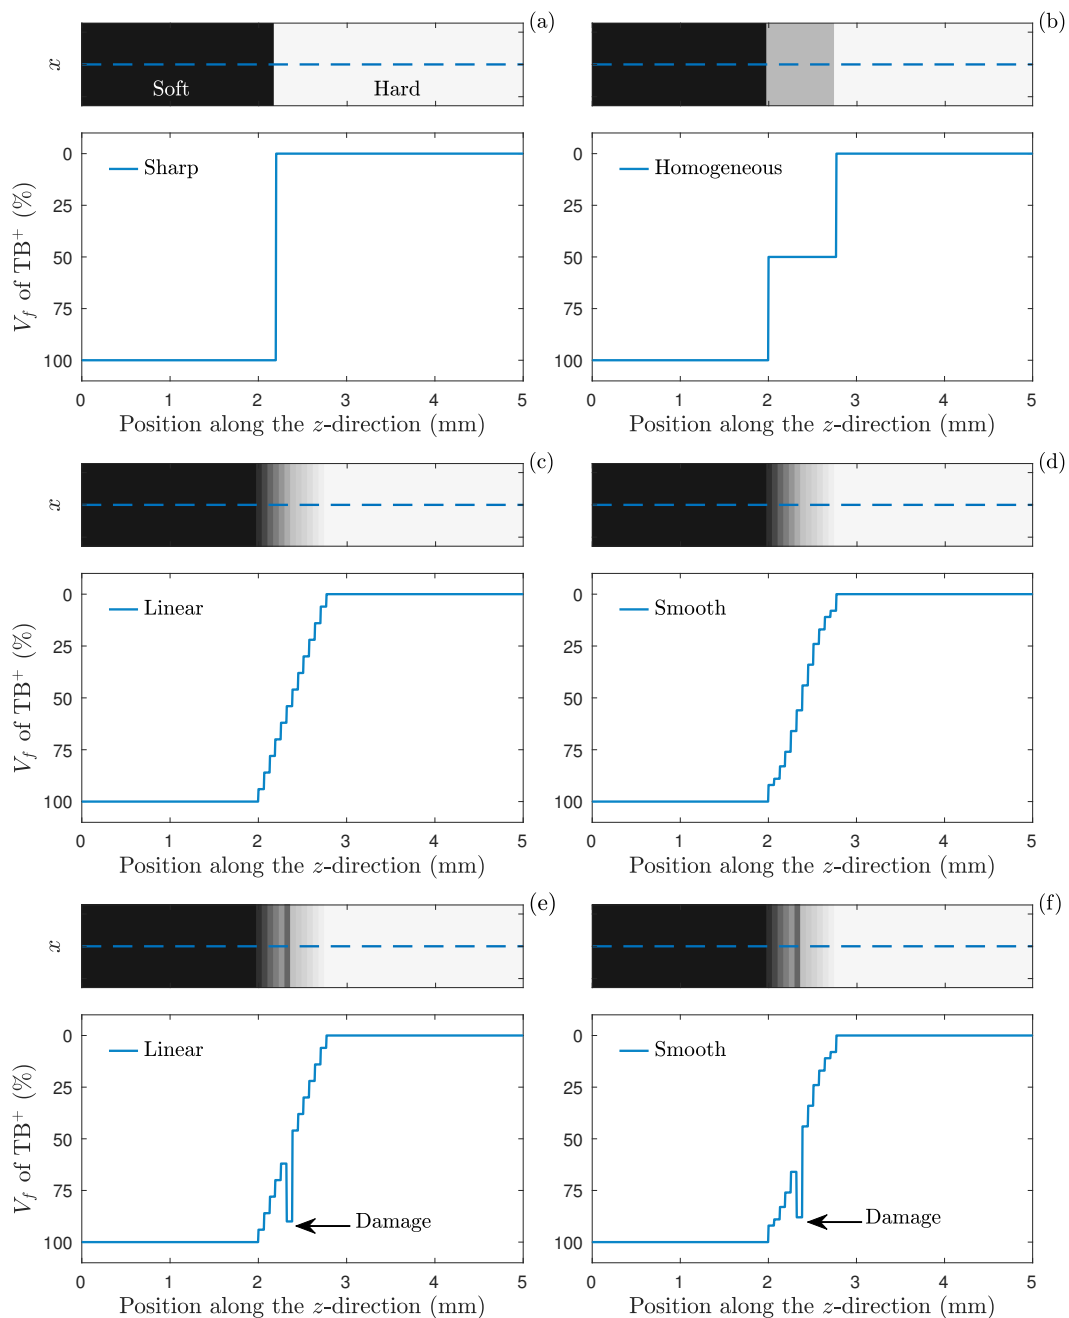 (a)
x
Soft
Hard
V_f of TB⁺ (%)
0
25
50
75
100
Sharp
0 1 2 3 4 5
Position along the z-direction (mm)
(b)
0
25
50
75
100
Homogeneous
0 1 2 3 4 5
Position along the z-direction (mm)
(c)
x
V_f of TB⁺ (%)
0
25
50
75
100
Linear
0 1 2 3 4 5
Position along the z-direction (mm)
(d)
0
25
50
75
100
Smooth
0 1 2 3 4 5
Position along the z-direction (mm)
(e)
x
V_f of TB⁺ (%)
0
25
50
75
100
Linear
Damage
0 1 2 3 4 5
Position along the z-direction (mm)
(f)
0
25
50
75
100
Smooth
Damage
0 1 2 3 4 5
Position along the z-direction (mm)